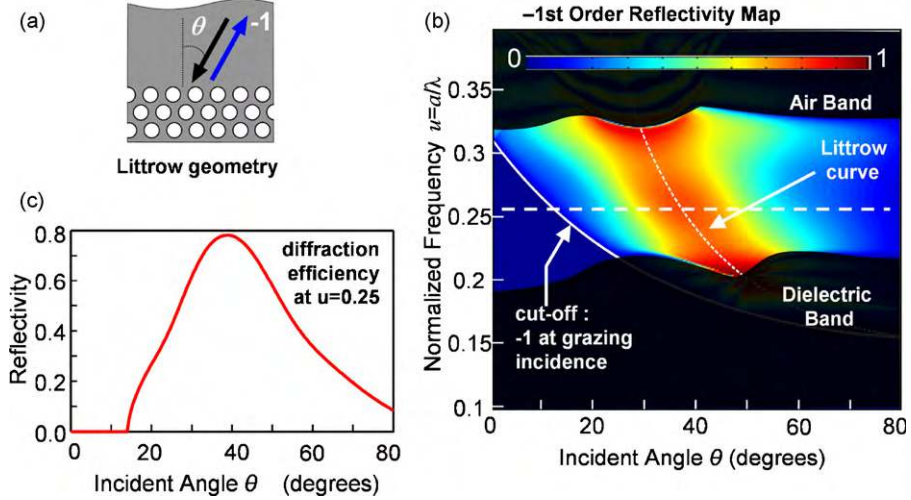 (a)
θ
-1
Littrow geometry
(b)
–1st Order Reflectivity Map
0
1
Air Band
Littrow
curve
cut-off :
-1 at grazing
incidence
Dielectric
Band
Normalized Frequency u=a/λ
0.35
0.3
0.25
0.2
0.15
0.1
0 20 40 60 80
Incident Angle θ (degrees)
(c)
diffraction
efficiency
at u=0.25
Reflectivity
0.8
0.6
0.4
0.2
0.0
0 20 40 60 80
Incident Angle θ (degrees)